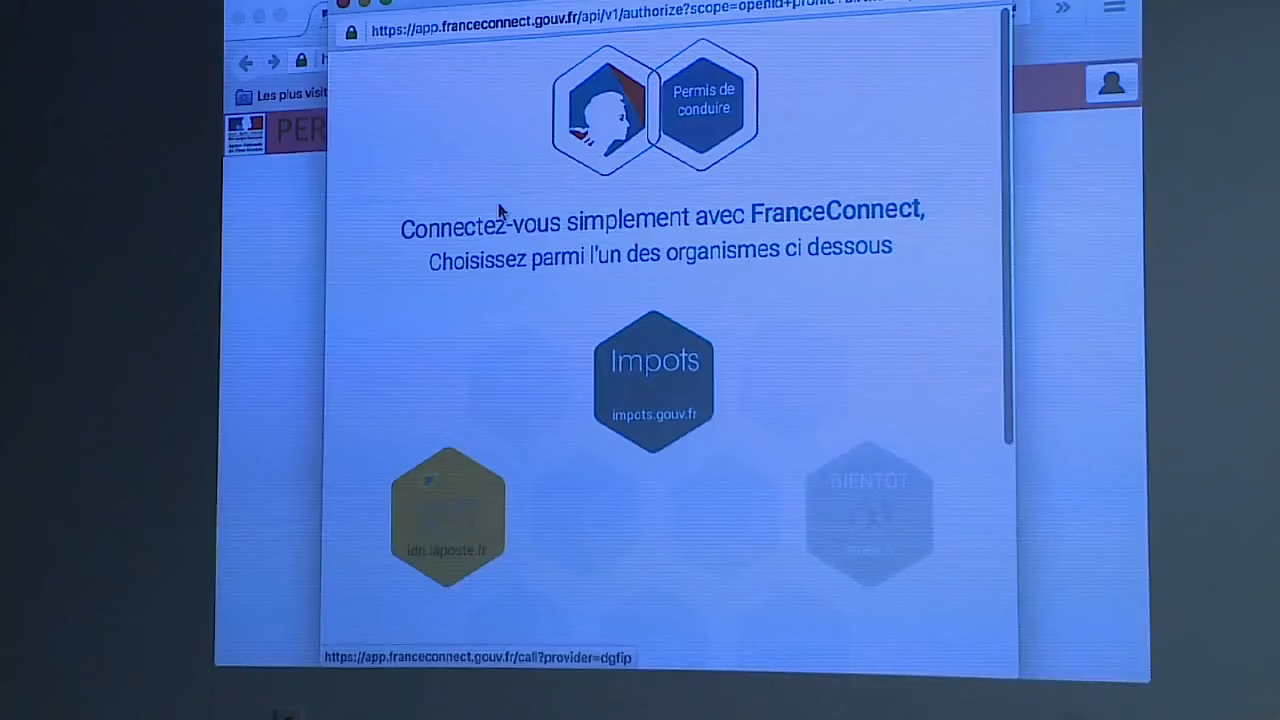 https://app.franceconnect.gouv.fr/api/v1/authorize?scope=openid+profile
Les plus visit
PER
Permis de
conduire
Connectez-vous simplement avec FranceConnect,
Choisissez parmi l'un des organismes ci dessous
Impots
impots.gouv.fr
idn.laposte.fr
BIENTOT
https://app.franceconnect.gouv.fr/call?provider=dgfip